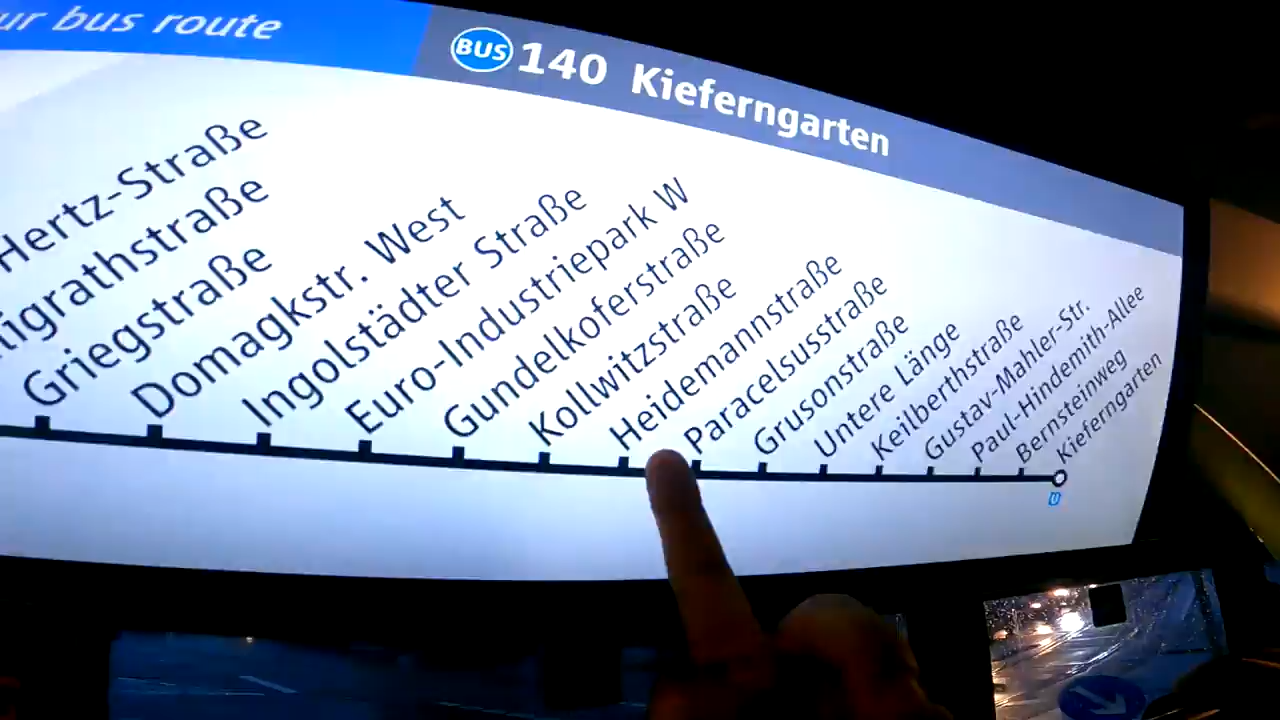 ur bus route
BUS 140 Kieferngarten
Hertz-Straße
ligrathstraße
Griegstraße
Domagkstr. West
Ingolstädter Straße
Euro-Industriepark W
Gundelkoferstraße
Kollwitzstraße
Heidemannstraße
Paracelsusstraße
Grusonstraße
Untere Länge
Keilberthstraße
Gustav-Mahler-Str.
Paul-Hindemith-Allee
Bernsteinweg
Kieferngarten
U